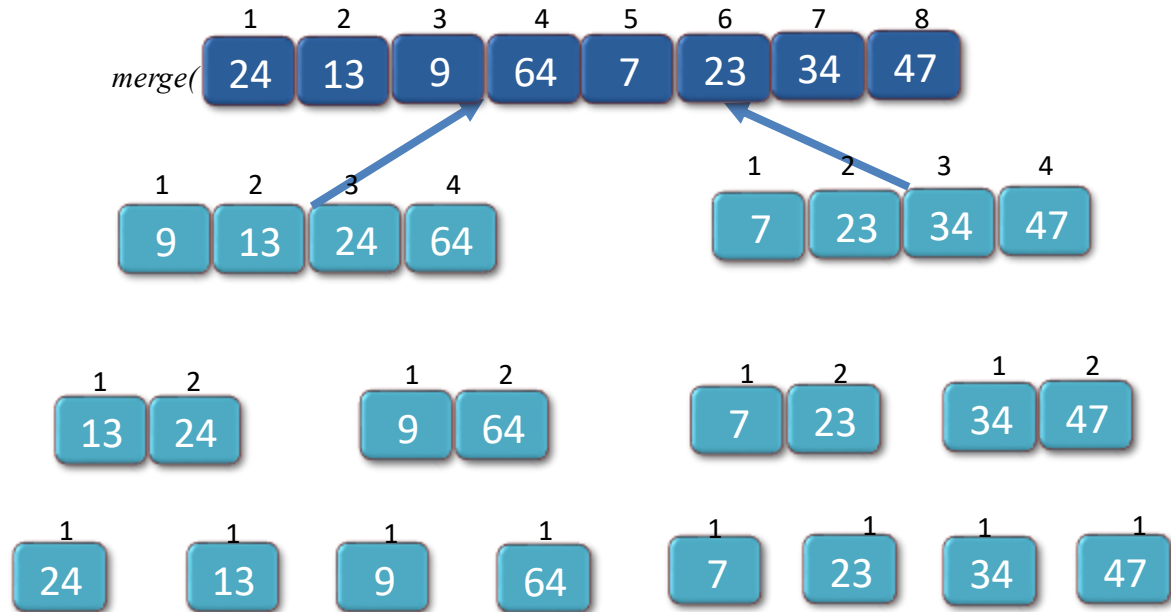 1 2 3 4 5 6 7 8
merge( 24 13 9 64 7 23 34 47
1 2 3 4 1 2 3 4
9 13 24 64 7 23 34 47
1 2 1 2 1 2 1 2
13 24 9 64 7 23 34 47
1 1 1 1 1 1 1 1
24 13 9 64 7 23 34 47